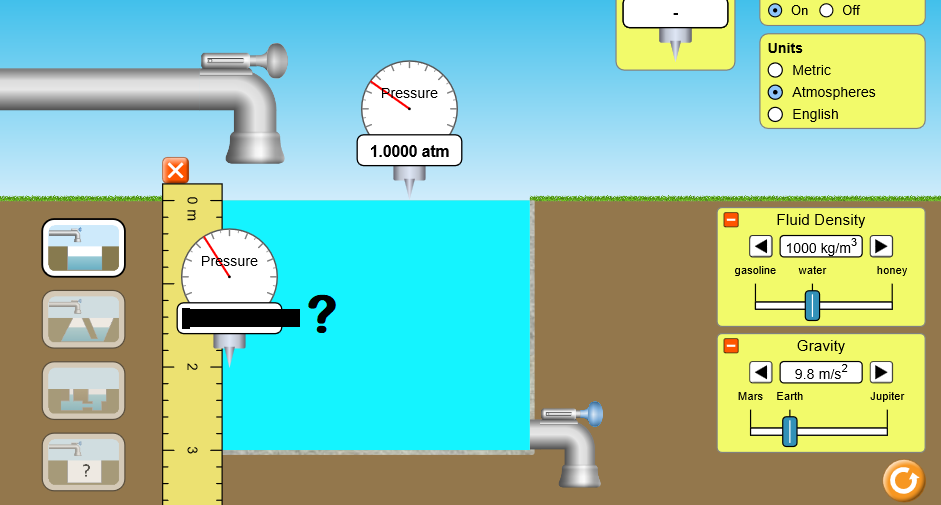 -
On Off
Units
Metric
Atmospheres
English
Pressure
1.0000 atm
0 m
Pressure
?
2
3
?
Fluid Density
1000 kg/m³
gasoline water honey
Gravity
9.8 m/s²
Mars Earth Jupiter